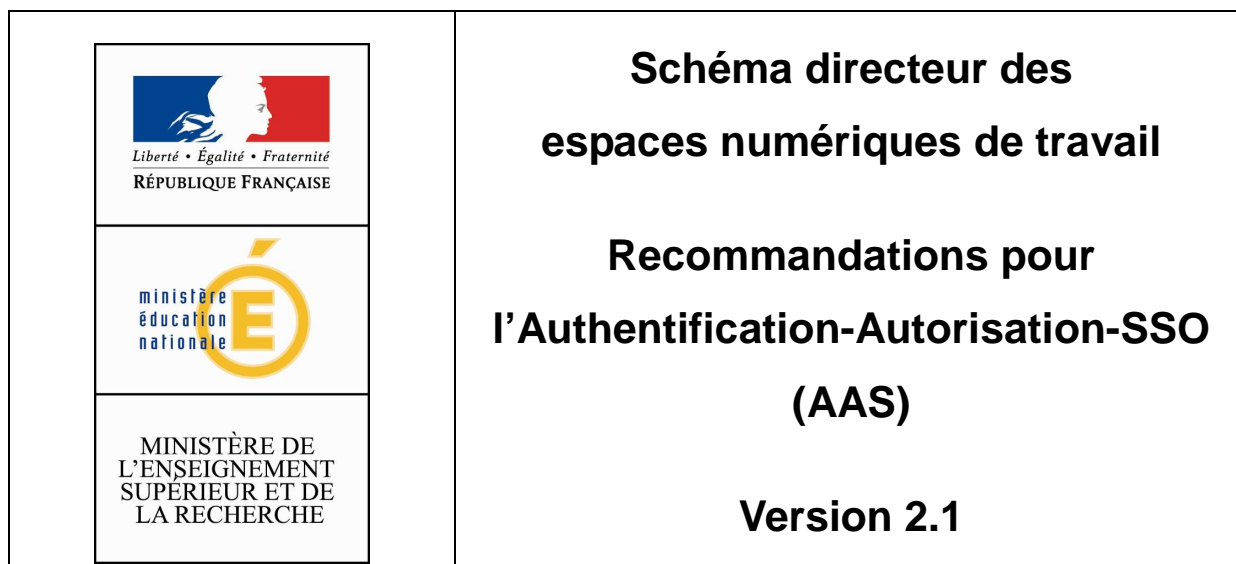 Liberté • Égalité • Fraternité
RÉPUBLIQUE FRANÇAISE
ministère
éducation
nationale
É
MINISTÈRE DE
L'ENSEIGNEMENT
SUPÉRIEUR ET DE
LA RECHERCHE
Schéma directeur des
espaces numériques de travail
Recommandations pour
l'Authentification-Autorisation-SSO
(AAS)
Version 2.1